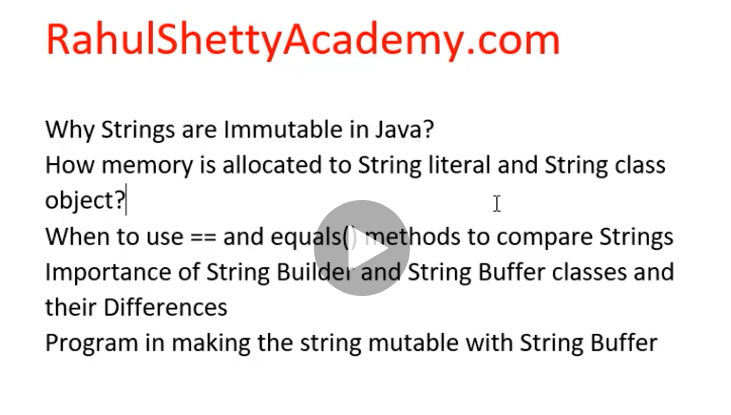 RahulShettyAcademy.com
Why Strings are Immutable in Java?
How memory is allocated to String literal and String class
object?
When to use == and equals() methods to compare Strings
Importance of String Builder and String Buffer classes and
their Differences
Program in making the string mutable with String Buffer